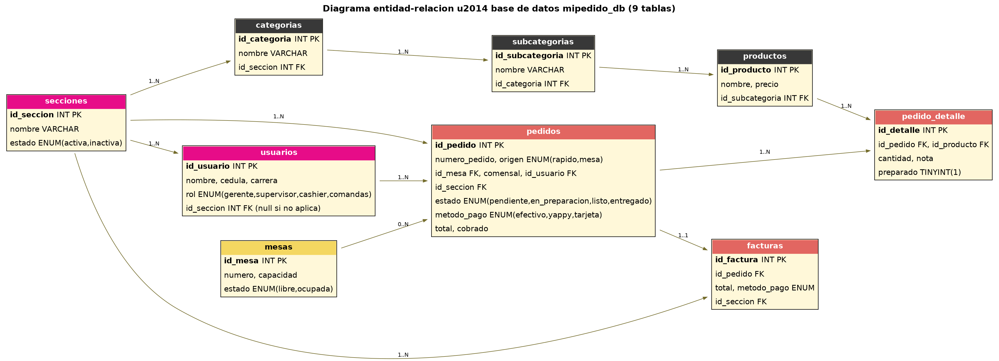 Diagrama entidad-relacion u2014 base de datos mipedido_db (9 tablas)
categorias
id_categoria INT PK
nombre VARCHAR
id_seccion INT FK
subcategorias
id_subcategoria INT PK
nombre VARCHAR
id_categoria INT FK
productos
id_producto INT PK
nombre, precio
id_subcategoria INT FK
secciones
id_seccion INT PK
nombre VARCHAR
estado ENUM(activa,inactiva)
pedido_detalle
id_detalle INT PK
id_pedido FK, id_producto FK
cantidad, nota
preparado TINYINT(1)
pedidos
id_pedido INT PK
numero_pedido, origen ENUM(rapido,mesa)
id_mesa FK, comensal, id_usuario FK
id_seccion FK
estado ENUM(pendiente,en_preparacion,listo,entregado)
metodo_pago ENUM(efectivo,yappy,tarjeta)
total, cobrado
usuarios
id_usuario INT PK
nombre, cedula, carrera
rol ENUM(gerente,supervisor,cashier,comandas)
id_seccion INT FK (null si no aplica)
mesas
id_mesa INT PK
numero, capacidad
estado ENUM(libre,ocupada)
facturas
id_factura INT PK
id_pedido FK
total, metodo_pago ENUM
id_seccion FK
1..N
1..N
1..N
1..N
1..N
1..N
1..N
1..N
0..N
1..1
1..N